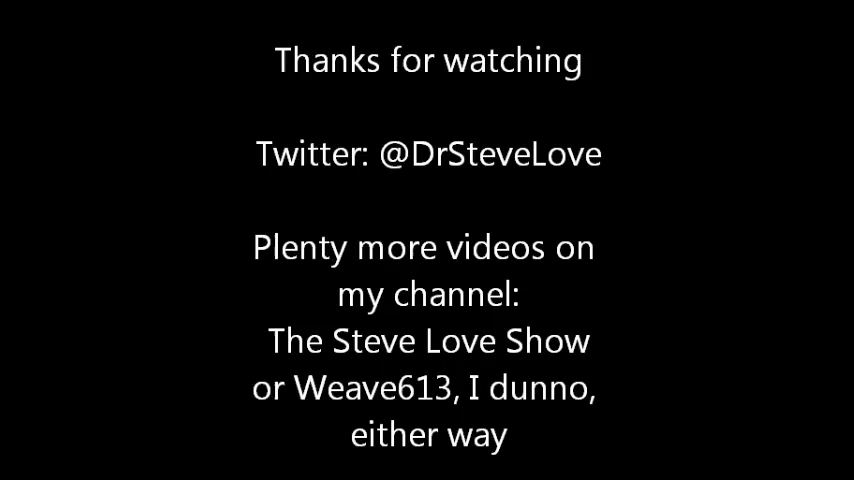 Thanks for watching
Twitter: @DrSteveLove
Plenty more videos on
my channel:
The Steve Love Show
or Weave613, I dunno,
either way